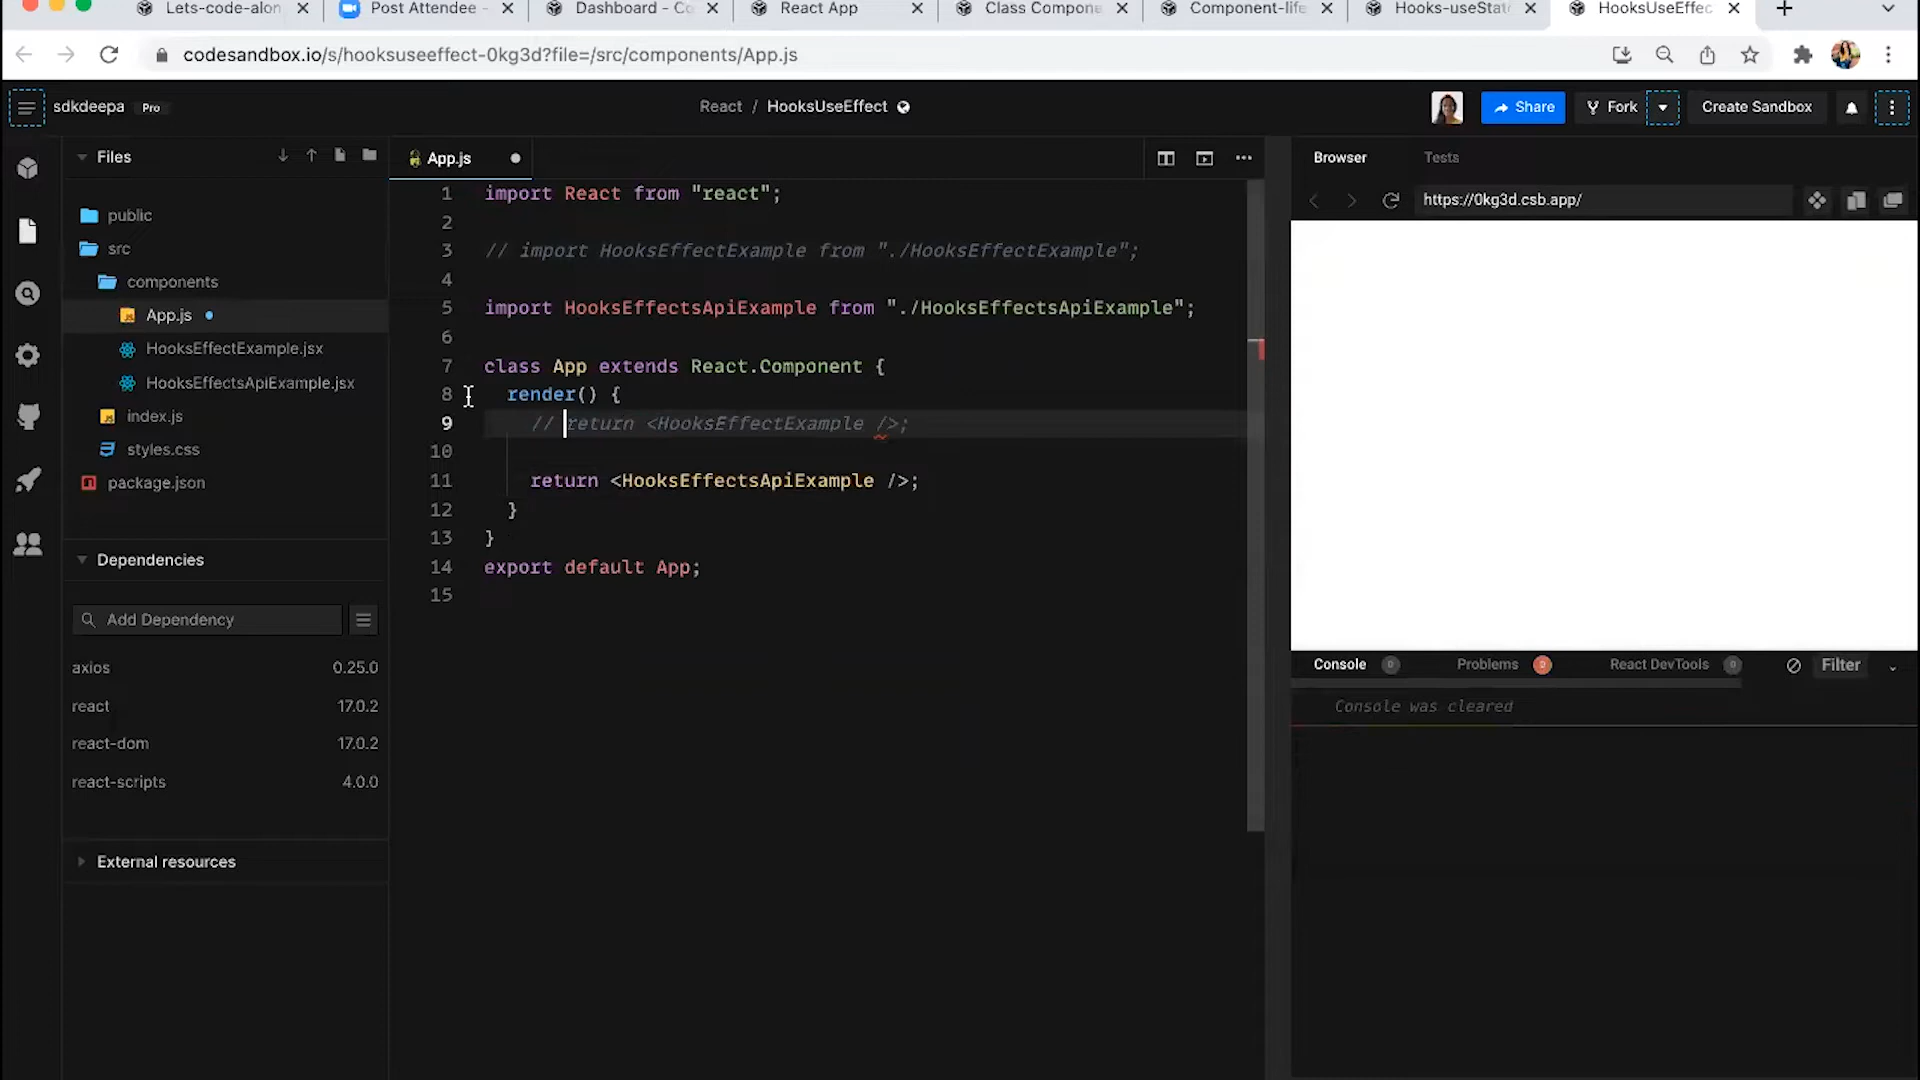 Lets-code-alon
Post Attendee -
Dashboard - Co
React App
Class Compone
Component-life
Hooks-useStat
HooksUseEffec
codesandbox.io/s/hooksuseeffect-0kg3d?file=/src/components/App.js
sdkdeepa Pro
React / HooksUseEffect
Share
Fork
Create Sandbox
Files
public
src
components
App.js
HooksEffectExample.jsx
HooksEffectsApiExample.jsx
index.js
styles.css
package.json
Dependencies
Add Dependency
axios 0.25.0
react 17.0.2
react-dom 17.0.2
react-scripts 4.0.0
External resources
App.js
1 import React from "react";
2
3 // import HooksEffectExample from "./HooksEffectExample";
4
5 import HooksEffectsApiExample from "./HooksEffectsApiExample";
6
7 class App extends React.Component {
8 render() {
9 // return <HooksEffectExample />;
10
11 return <HooksEffectsApiExample />;
12 }
13 }
14 export default App;
15
Browser Tests
https://0kg3d.csb.app/
Console 0 Problems React DevTools 0 Filter
Console was cleared